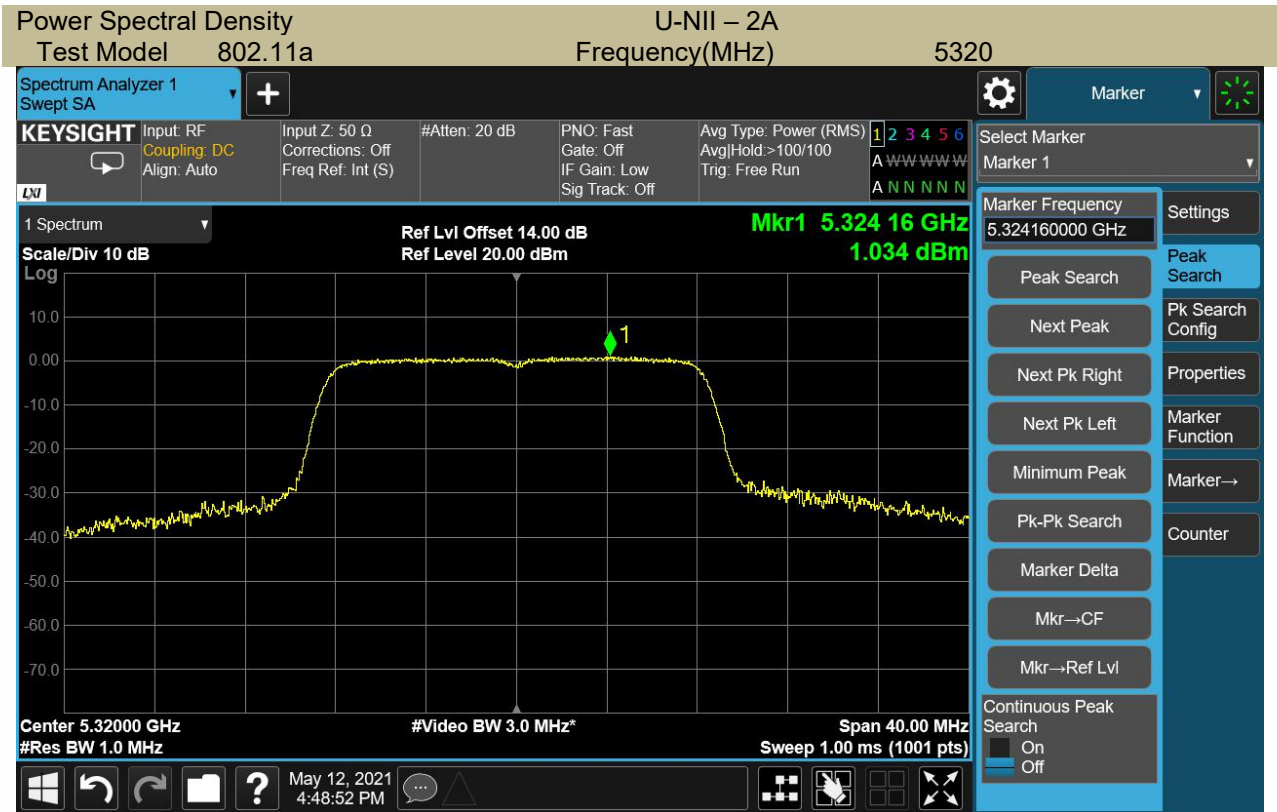 Power Spectral Density U-NII – 2A
Test Model 802.11a Frequency(MHz) 5320
Spectrum Analyzer 1
Swept SA
Marker
KEYSIGHT
LXI
Input: RF
Coupling: DC
Align: Auto
Input Z: 50 Ω
Corrections: Off
Freq Ref: Int (S)
#Atten: 20 dB
PNO: Fast
Gate: Off
IF Gain: Low
Sig Track: Off
Avg Type: Power (RMS)
Avg|Hold:>100/100
Trig: Free Run
1 2 3 4 5 6
A W W W W W
A N N N N N
Select Marker
Marker 1
1 Spectrum
Scale/Div 10 dB
Ref Lvl Offset 14.00 dB
Ref Level 20.00 dBm
Mkr1 5.324 16 GHz
1.034 dBm
Log
10.0
0.00
-10.0
-20.0
-30.0
-40.0
-50.0
-60.0
-70.0
1
Center 5.32000 GHz
#Res BW 1.0 MHz
#Video BW 3.0 MHz*
Span 40.00 MHz
Sweep 1.00 ms (1001 pts)
Marker Frequency
5.324160000 GHz
Peak Search
Next Peak
Next Pk Right
Next Pk Left
Minimum Peak
Pk-Pk Search
Marker Delta
Mkr→CF
Mkr→Ref Lvl
Continuous Peak
Search
On
Off
Settings
Peak
Search
Pk Search
Config
Properties
Marker
Function
Marker→
Counter
?
May 12, 2021
4:48:52 PM